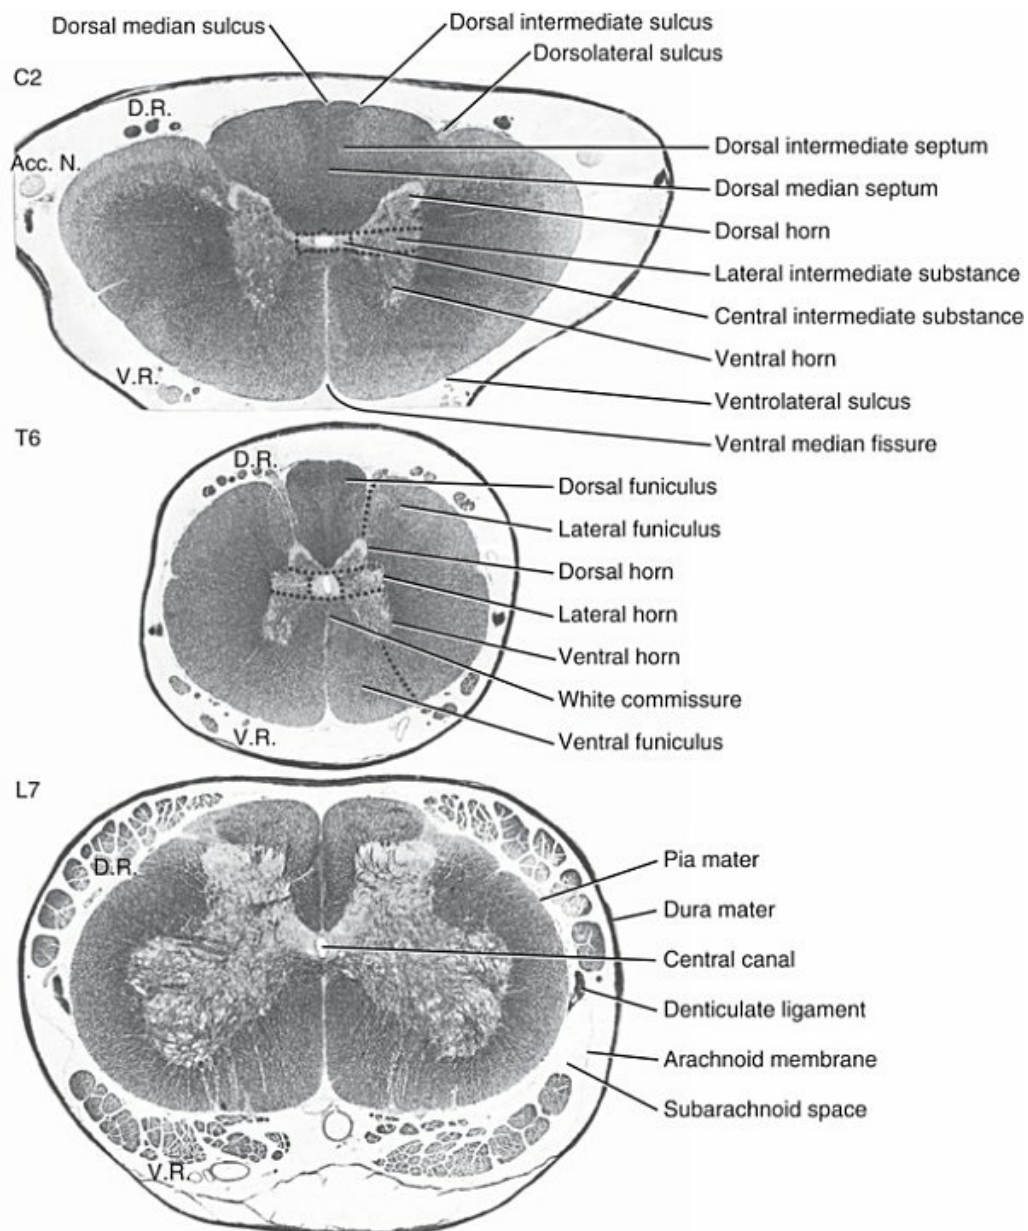 Dorsal median sulcus
Dorsal intermediate sulcus
Dorsolateral sulcus
C2
D.R.
Acc. N.
Dorsal intermediate septum
Dorsal median septum
Dorsal horn
Lateral intermediate substance
Central intermediate substance
Ventral horn
V.R.
Ventrolateral sulcus
Ventral median fissure
T6
D.R.
Dorsal funiculus
Lateral funiculus
Dorsal horn
Lateral horn
Ventral horn
White commissure
V.R.
Ventral funiculus
L7
D.R.
Pia mater
Dura mater
Central canal
Denticulate ligament
Arachnoid membrane
Subarachnoid space
V.R.